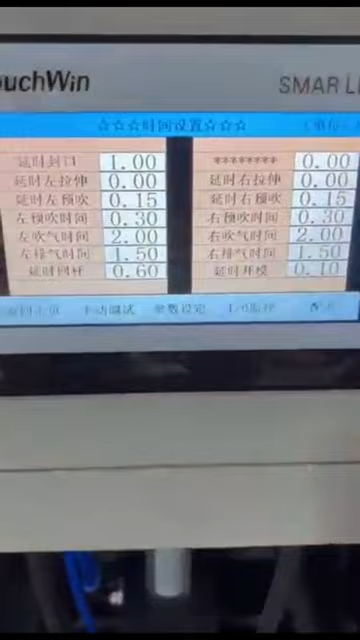 ouchWin SMAR LI
☆☆☆时间设置☆☆☆
延时封口 1.00 ******** 0.00
延时左拉伸 0.00 延时右拉伸 0.00
延时左预吹 0.15 延时右预吹 0.15
左预吹时间 0.30 右预吹时间 0.30
左吹气时间 2.00 右吹气时间 2.00
左排气时间 1.50 右排气时间 1.50
延时回杆 0.60 延时开模 0.10
手动调试 参数设定 I/O监控